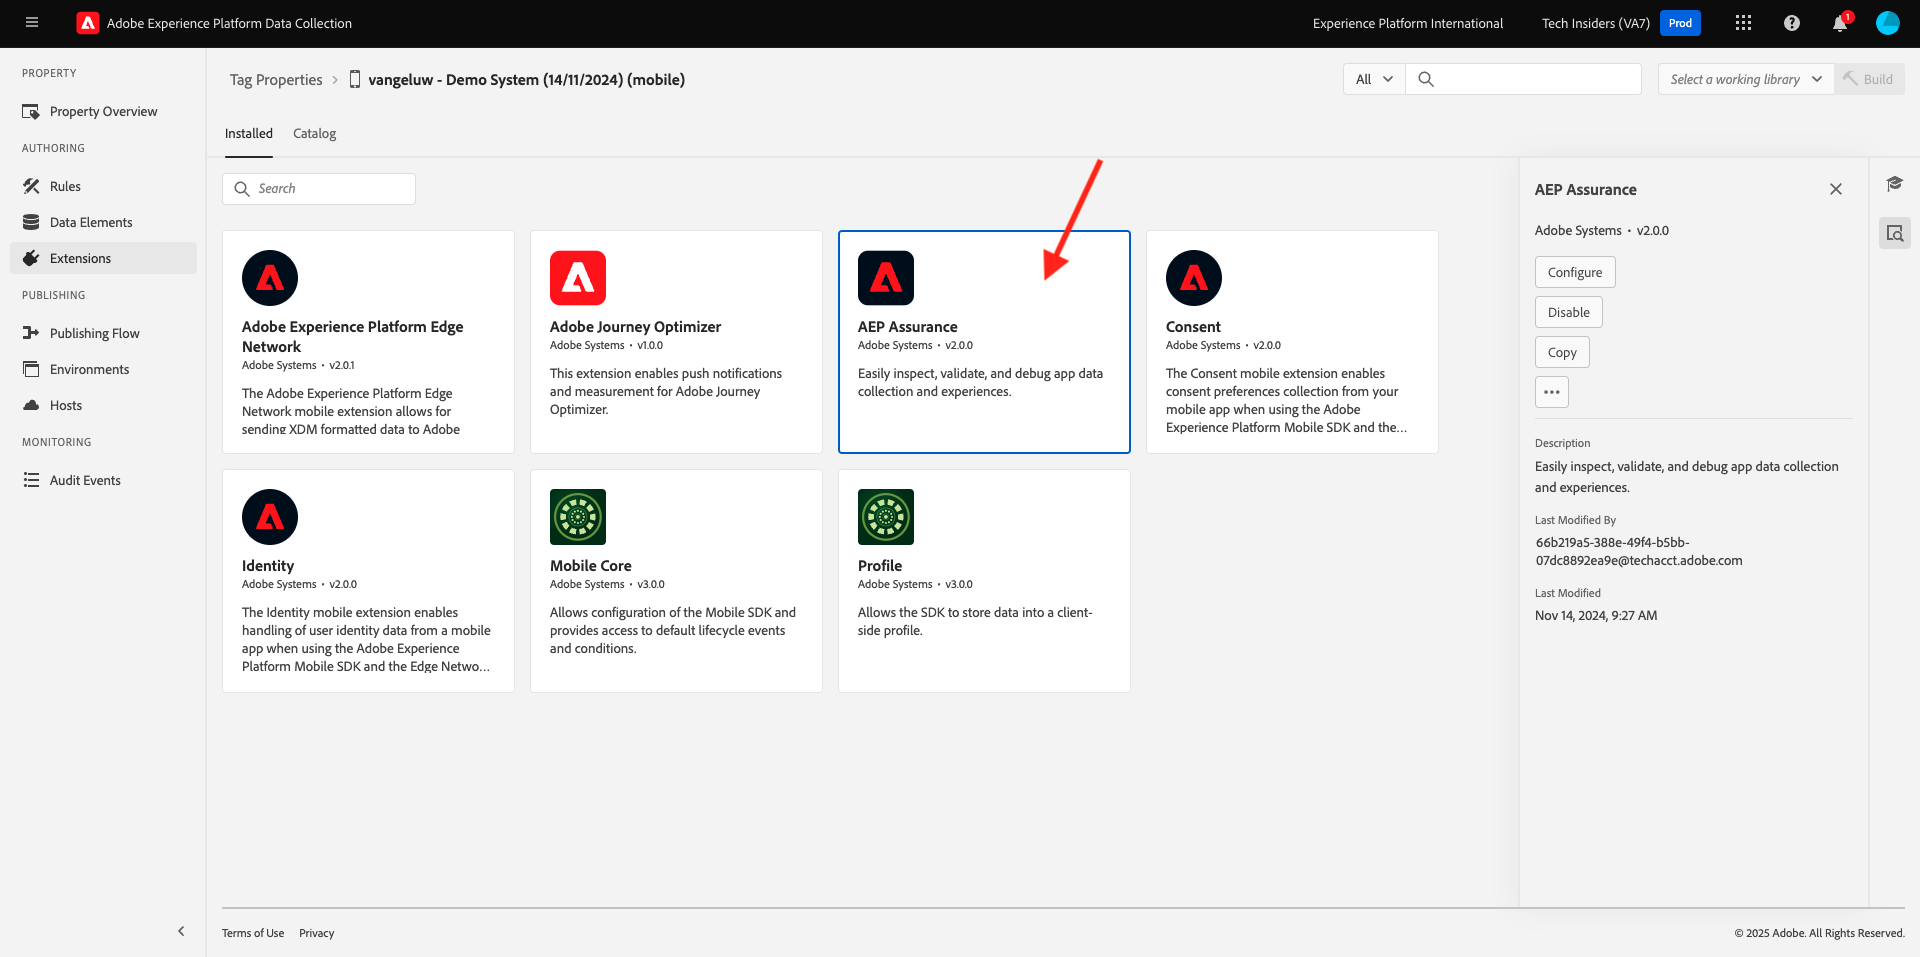 Adobe Experience Platform Data Collection
Experience Platform International
Tech Insiders (VA7)
Prod
1
PROPERTY
Property Overview
AUTHORING
Rules
Data Elements
Extensions
PUBLISHING
Publishing Flow
Environments
Hosts
MONITORING
Audit Events
Tag Properties
vangeluw - Demo System (14/11/2024) (mobile)
All
Select a working library
Build
Installed
Catalog
Search
Adobe Experience Platform Edge
Network
Adobe Systems • v2.0.1
The Adobe Experience Platform Edge
Network mobile extension allows for
sending XDM formatted data to Adobe
Adobe Journey Optimizer
Adobe Systems • v1.0.0
This extension enables push notifications
and measurement for Adobe Journey
Optimizer.
AEP Assurance
Adobe Systems • v2.0.0
Easily inspect, validate, and debug app data
collection and experiences.
Consent
Adobe Systems • v2.0.0
The Consent mobile extension enables
consent preferences collection from your
mobile app when using the Adobe
Experience Platform Mobile SDK and the...
Identity
Adobe Systems • v2.0.0
The Identity mobile extension enables
handling of user identity data from a mobile
app when using the Adobe Experience
Platform Mobile SDK and the Edge Netwo...
Mobile Core
Adobe Systems • v3.0.0
Allows configuration of the Mobile SDK and
provides access to default lifecycle events
and conditions.
Profile
Adobe Systems • v3.0.0
Allows the SDK to store data into a client-
side profile.
AEP Assurance
Adobe Systems • v2.0.0
Configure
Disable
Copy
Description
Easily inspect, validate, and debug app data collection
and experiences.
Last Modified By
66b219a5-388e-49f4-b5bb-
07dc8892ea9e@techacct.adobe.com
Last Modified
Nov 14, 2024, 9:27 AM
Terms of Use
Privacy
© 2025 Adobe. All Rights Reserved.